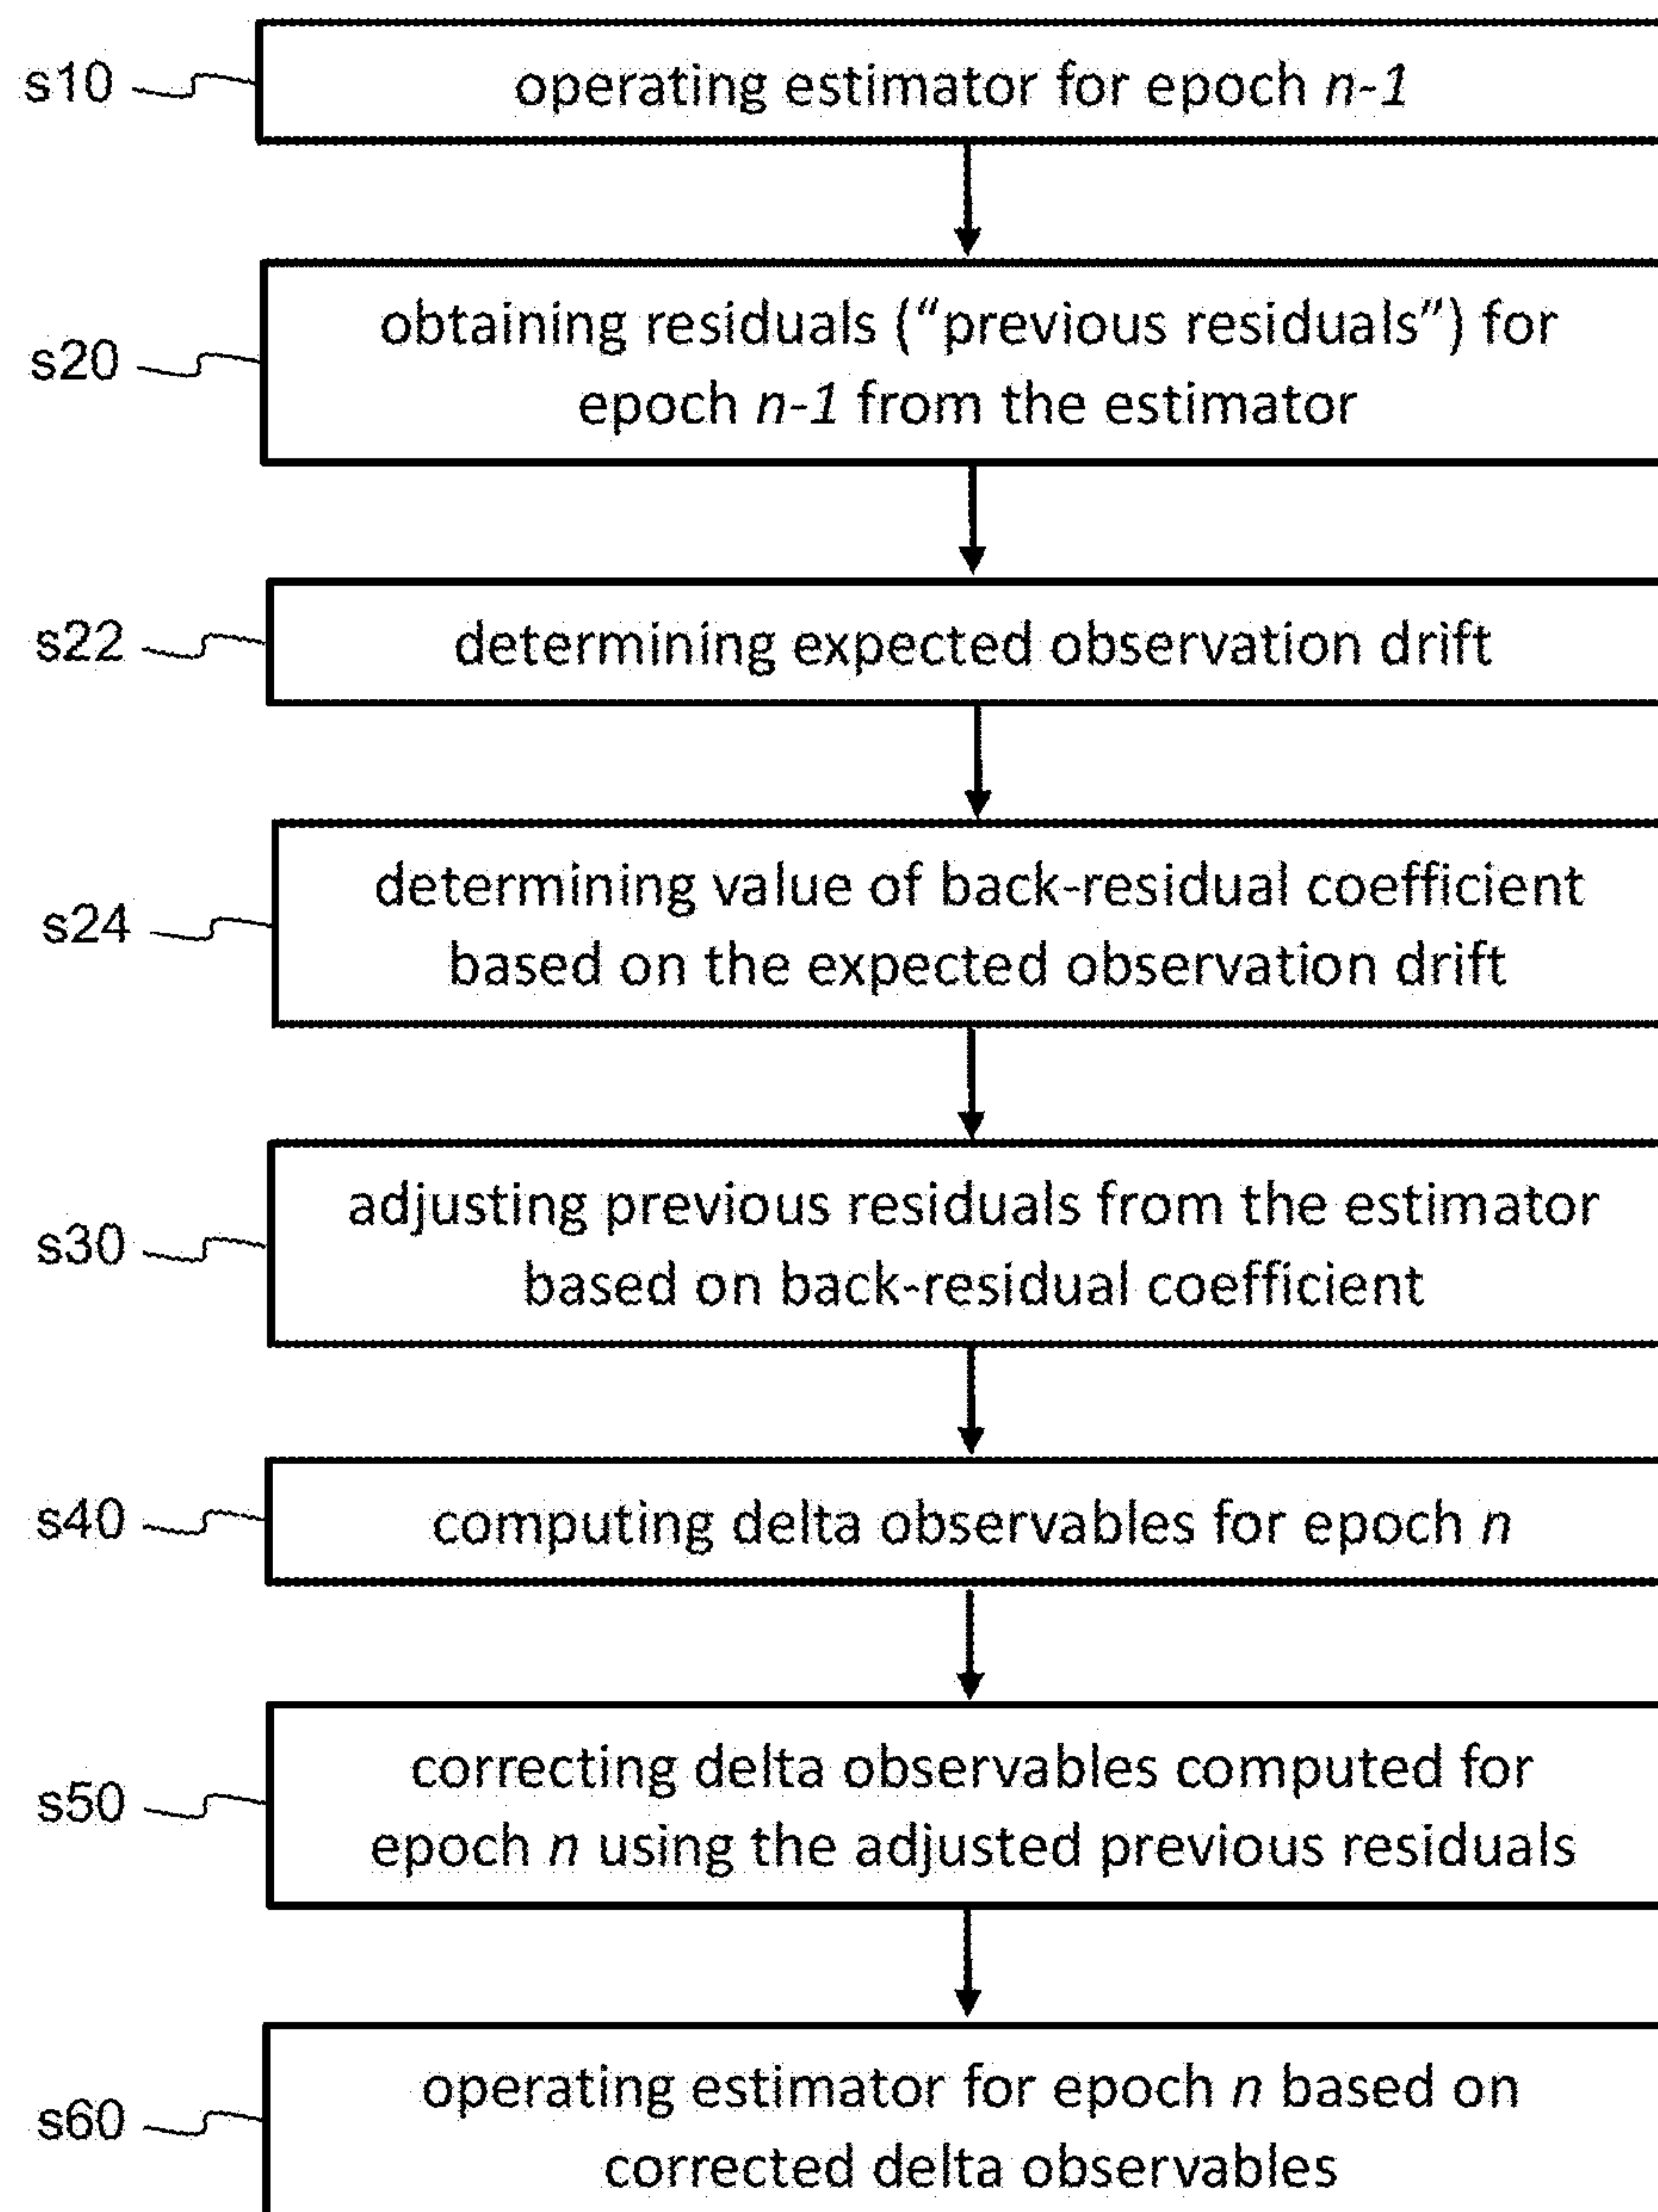 s10
operating estimator for epoch n-1
s20
obtaining residuals (“previous residuals”) for
epoch n-1 from the estimator
s22
determining expected observation drift
s24
determining value of back-residual coefficient
based on the expected observation drift
s30
adjusting previous residuals from the estimator
based on back-residual coefficient
s40
computing delta observables for epoch n
s50
correcting delta observables computed for
epoch n using the adjusted previous residuals
s60
operating estimator for epoch n based on
corrected delta observables